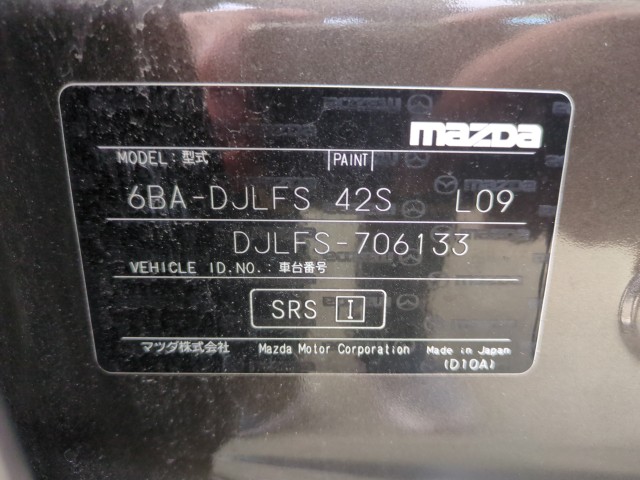 mazda
MODEL:型式 PAINT
6BA-DJLFS 42S L09
DJLFS-706133
VEHICLE ID.NO.:車台番号
SRS I
マツダ株式会社 Mazda Motor Corporation Made in Japan
(D10A)